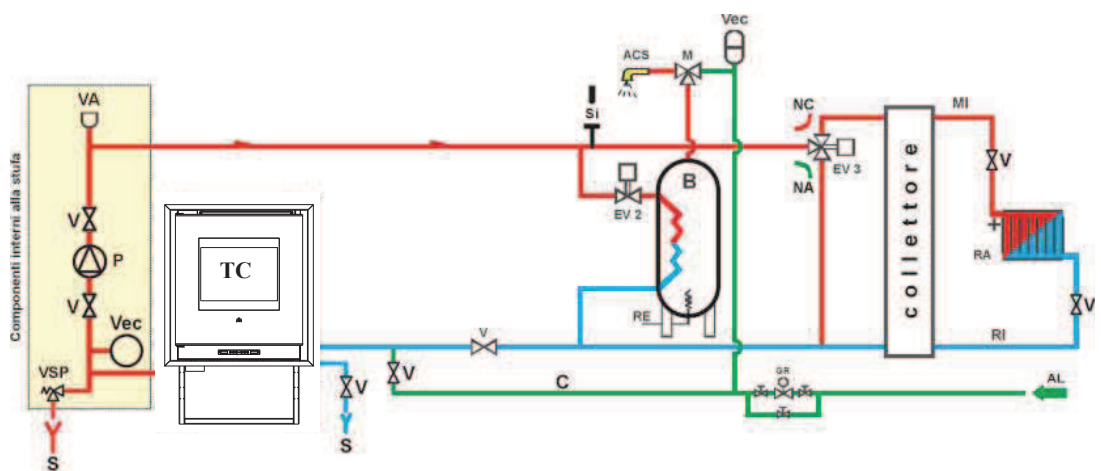 Vec
ACS
M
VA
Si
NC
MI
V
EV 3
NA
B
EV 2
Componenti interni alla stufa
V
P
TC
collettore
RA
V
Vec
RE
V
V
RI
VSP
V
V
C
GR
AL
S
S